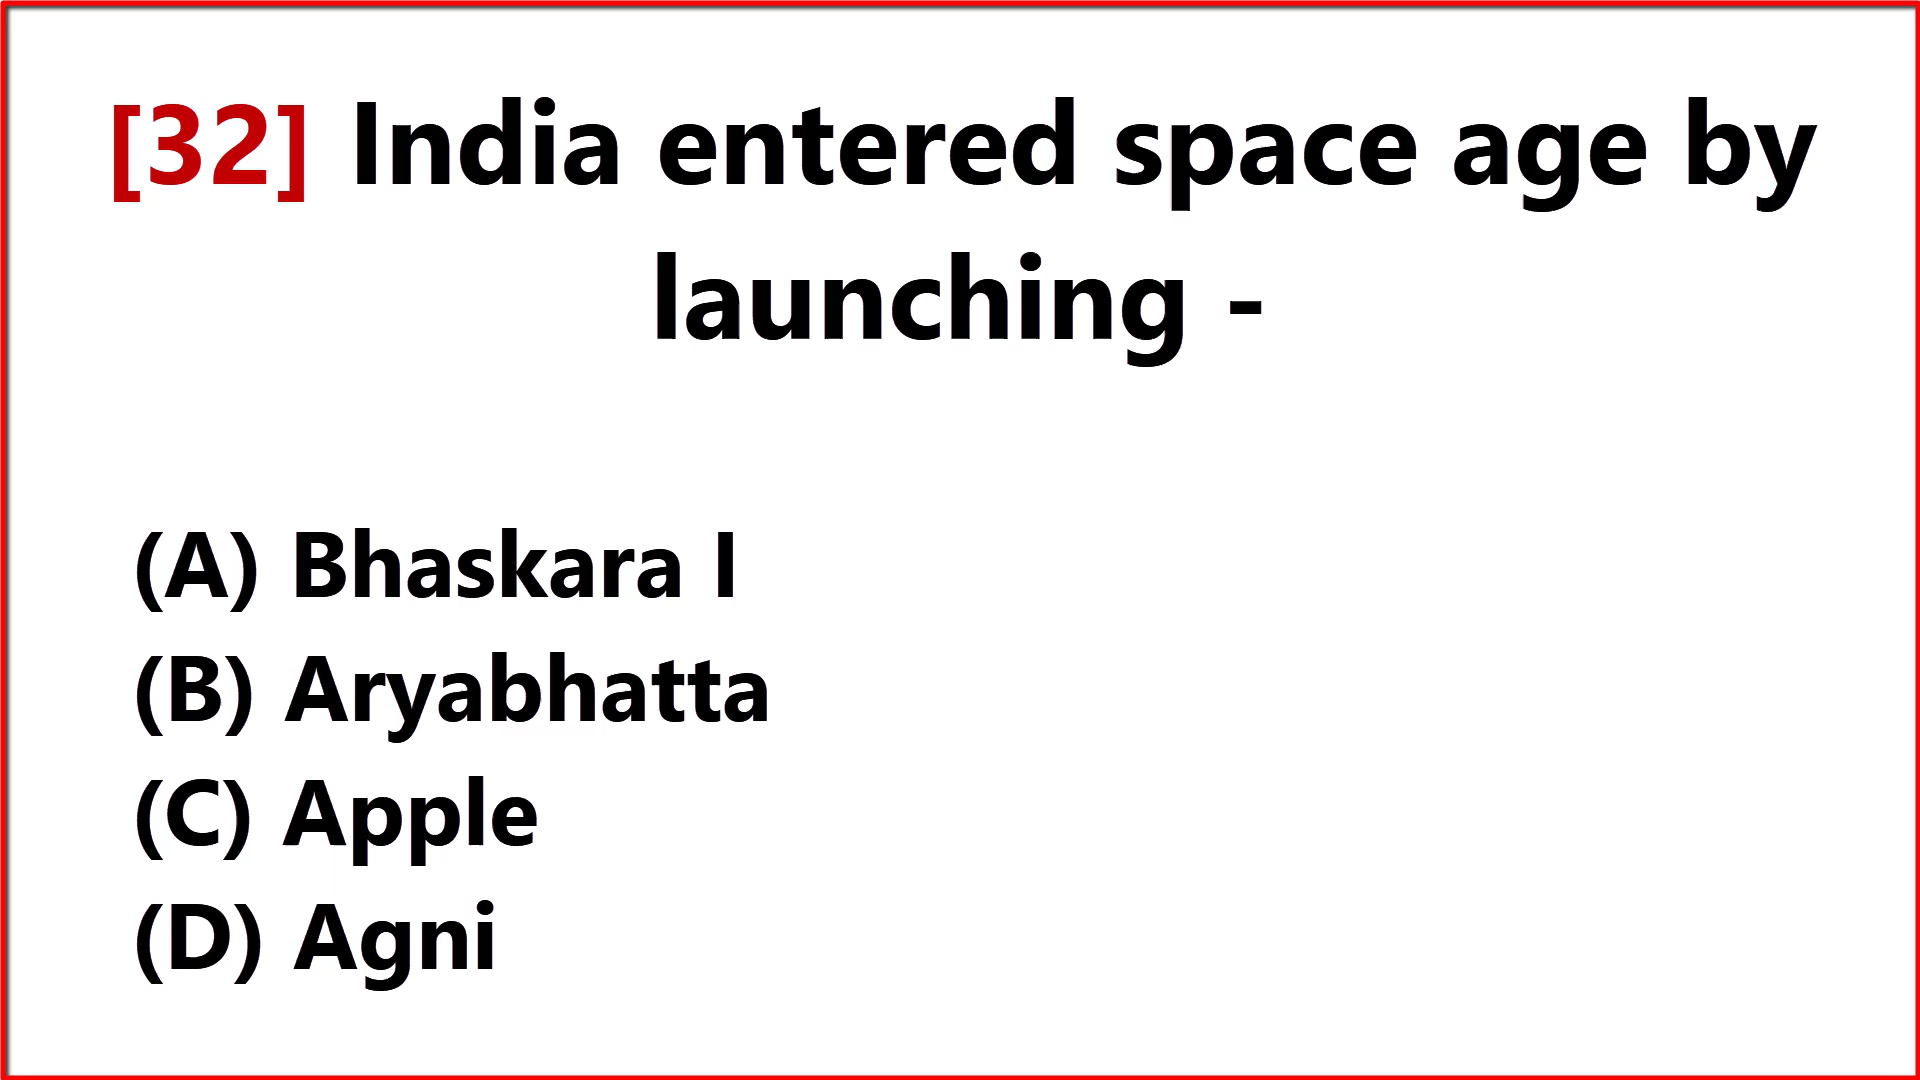 [32] India entered space age by
launching -
(A) Bhaskara I
(B) Aryabhatta
(C) Apple
(D) Agni